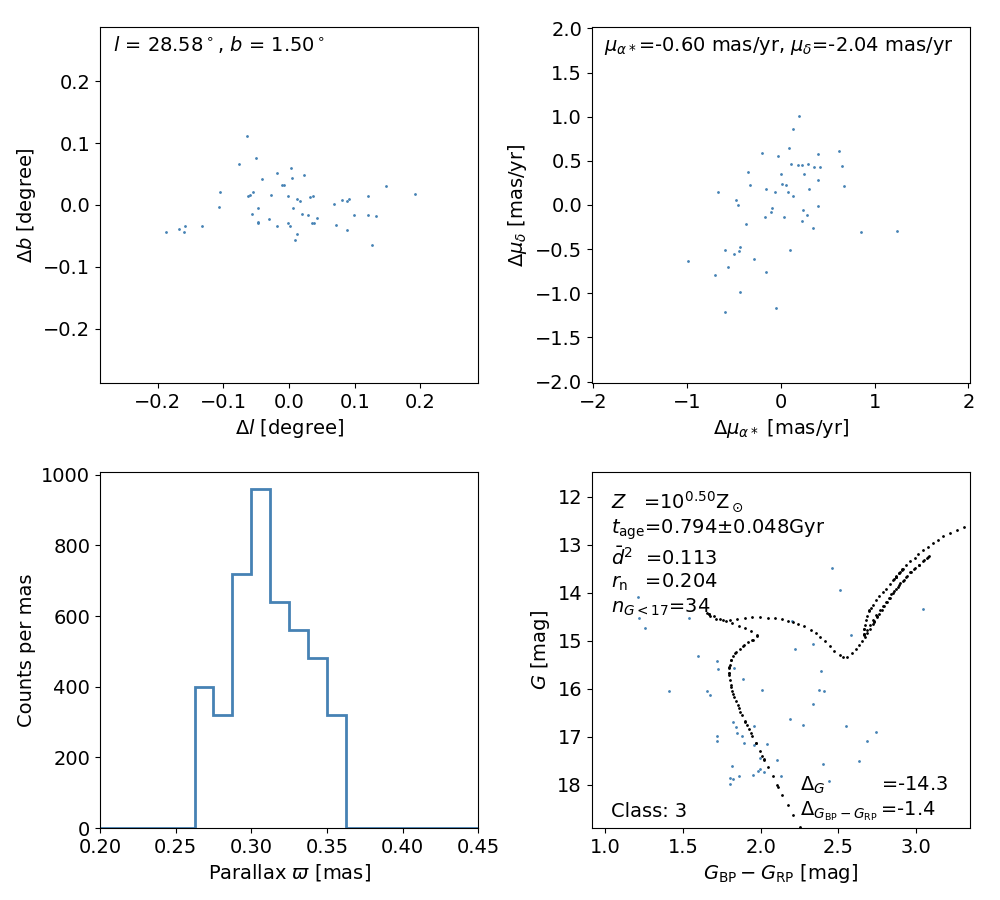 l = 28.58°, b = 1.50°
0.2
0.1
0.0
−0.1
−0.2
Δb [degree]
−0.2 −0.1 0.0 0.1 0.2
Δl [degree]
μα*=-0.60 mas/yr, μδ=-2.04 mas/yr
2.0
1.5
1.0
0.5
0.0
−0.5
−1.0
−1.5
−2.0
Δμδ [mas/yr]
−2 −1 0 1 2
Δμα* [mas/yr]
1000
800
600
400
200
0
Counts per mas
0.20 0.25 0.30 0.35 0.40 0.45
Parallax ϖ [mas]
Z =10^0.50 Z⊙
t_age=0.794±0.048Gyr
d̄² =0.113
r_n =0.204
n_G<17=34
12
13
14
15
16
17
18
G [mag]
Δ_G =-14.3
Δ_G_BP−G_RP =-1.4
Class: 3
1.0 1.5 2.0 2.5 3.0
G_BP − G_RP [mag]